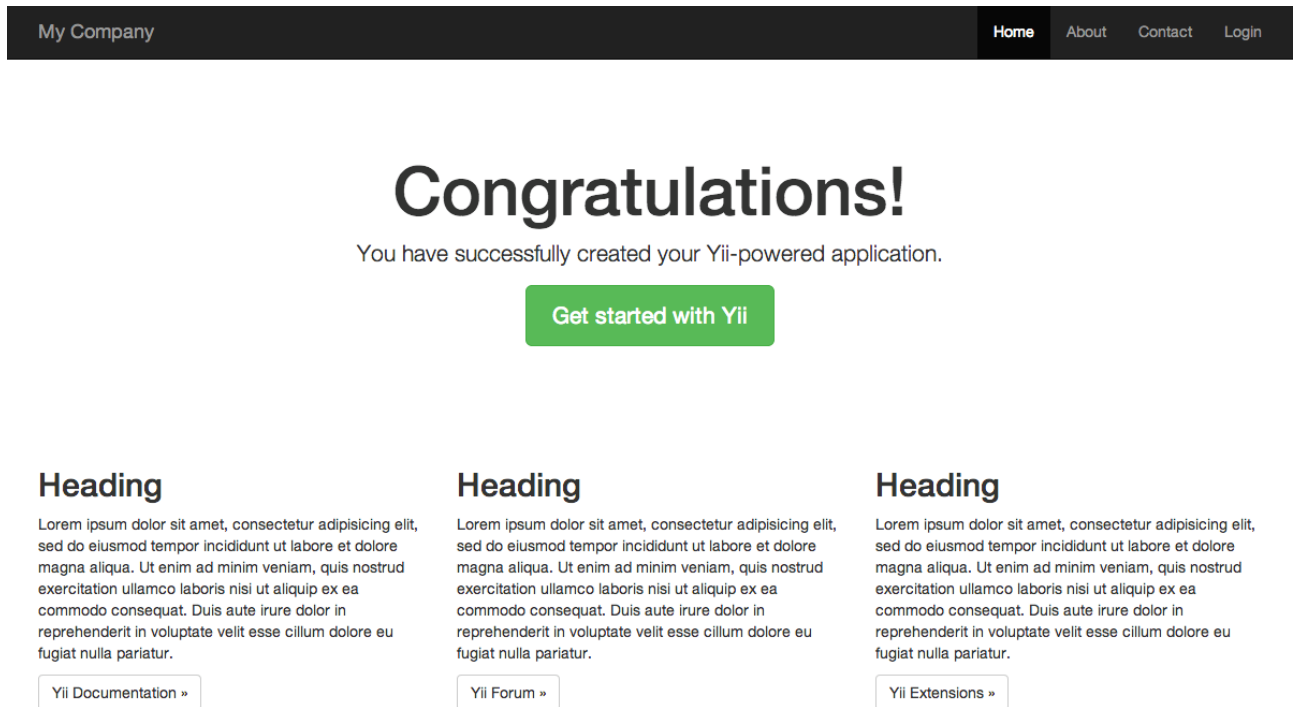 My Company
Home About Contact Login
Congratulations!
You have successfully created your Yii-powered application.
Get started with Yii
Heading
Lorem ipsum dolor sit amet, consectetur adipisicing elit,
sed do eiusmod tempor incididunt ut labore et dolore
magna aliqua. Ut enim ad minim veniam, quis nostrud
exercitation ullamco laboris nisi ut aliquip ex ea
commodo consequat. Duis aute irure dolor in
reprehenderit in voluptate velit esse cillum dolore eu
fugiat nulla pariatur.
Yii Documentation »
Heading
Lorem ipsum dolor sit amet, consectetur adipisicing elit,
sed do eiusmod tempor incididunt ut labore et dolore
magna aliqua. Ut enim ad minim veniam, quis nostrud
exercitation ullamco laboris nisi ut aliquip ex ea
commodo consequat. Duis aute irure dolor in
reprehenderit in voluptate velit esse cillum dolore eu
fugiat nulla pariatur.
Yii Forum »
Heading
Lorem ipsum dolor sit amet, consectetur adipisicing elit,
sed do eiusmod tempor incididunt ut labore et dolore
magna aliqua. Ut enim ad minim veniam, quis nostrud
exercitation ullamco laboris nisi ut aliquip ex ea
commodo consequat. Duis aute irure dolor in
reprehenderit in voluptate velit esse cillum dolore eu
fugiat nulla pariatur.
Yii Extensions »